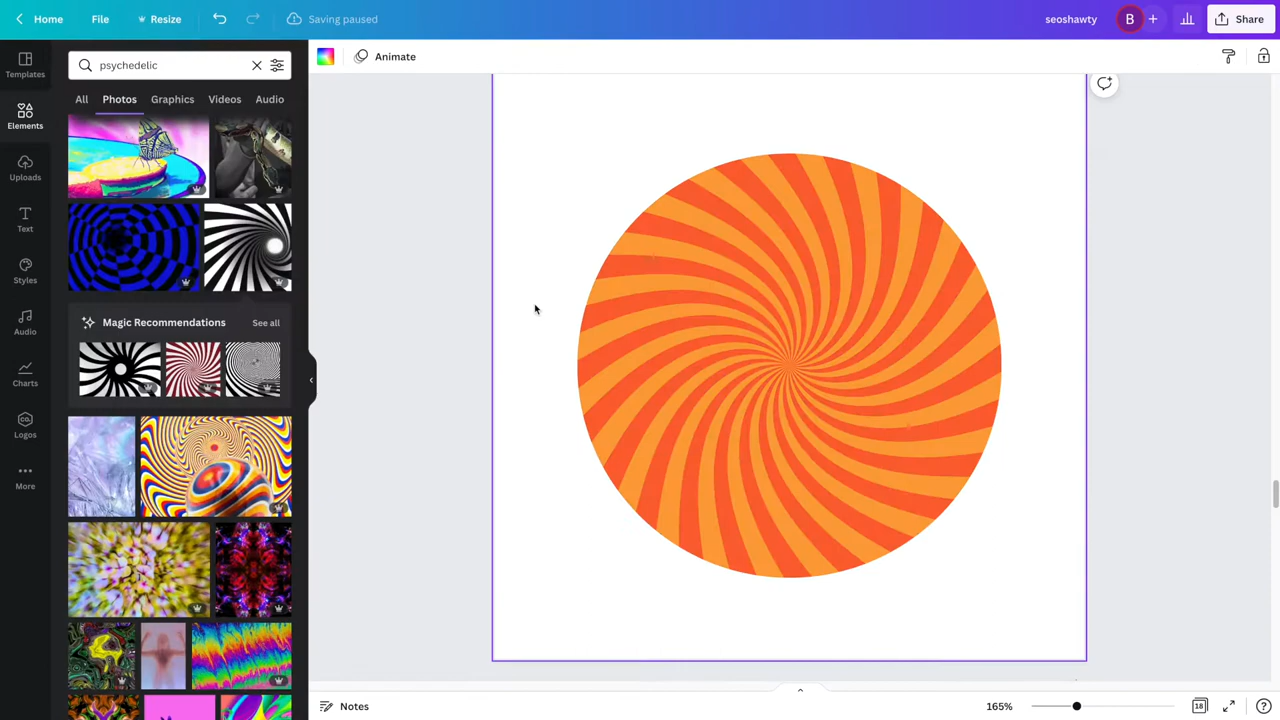 Home File Resize Saving paused seoshawty B + Share
Templates psychedelic Animate
Elements All Photos Graphics Videos Audio
Uploads
Text
Styles
Audio Magic Recommendations See all
Charts
CO.
Logos
More
Notes 165% 18 ?